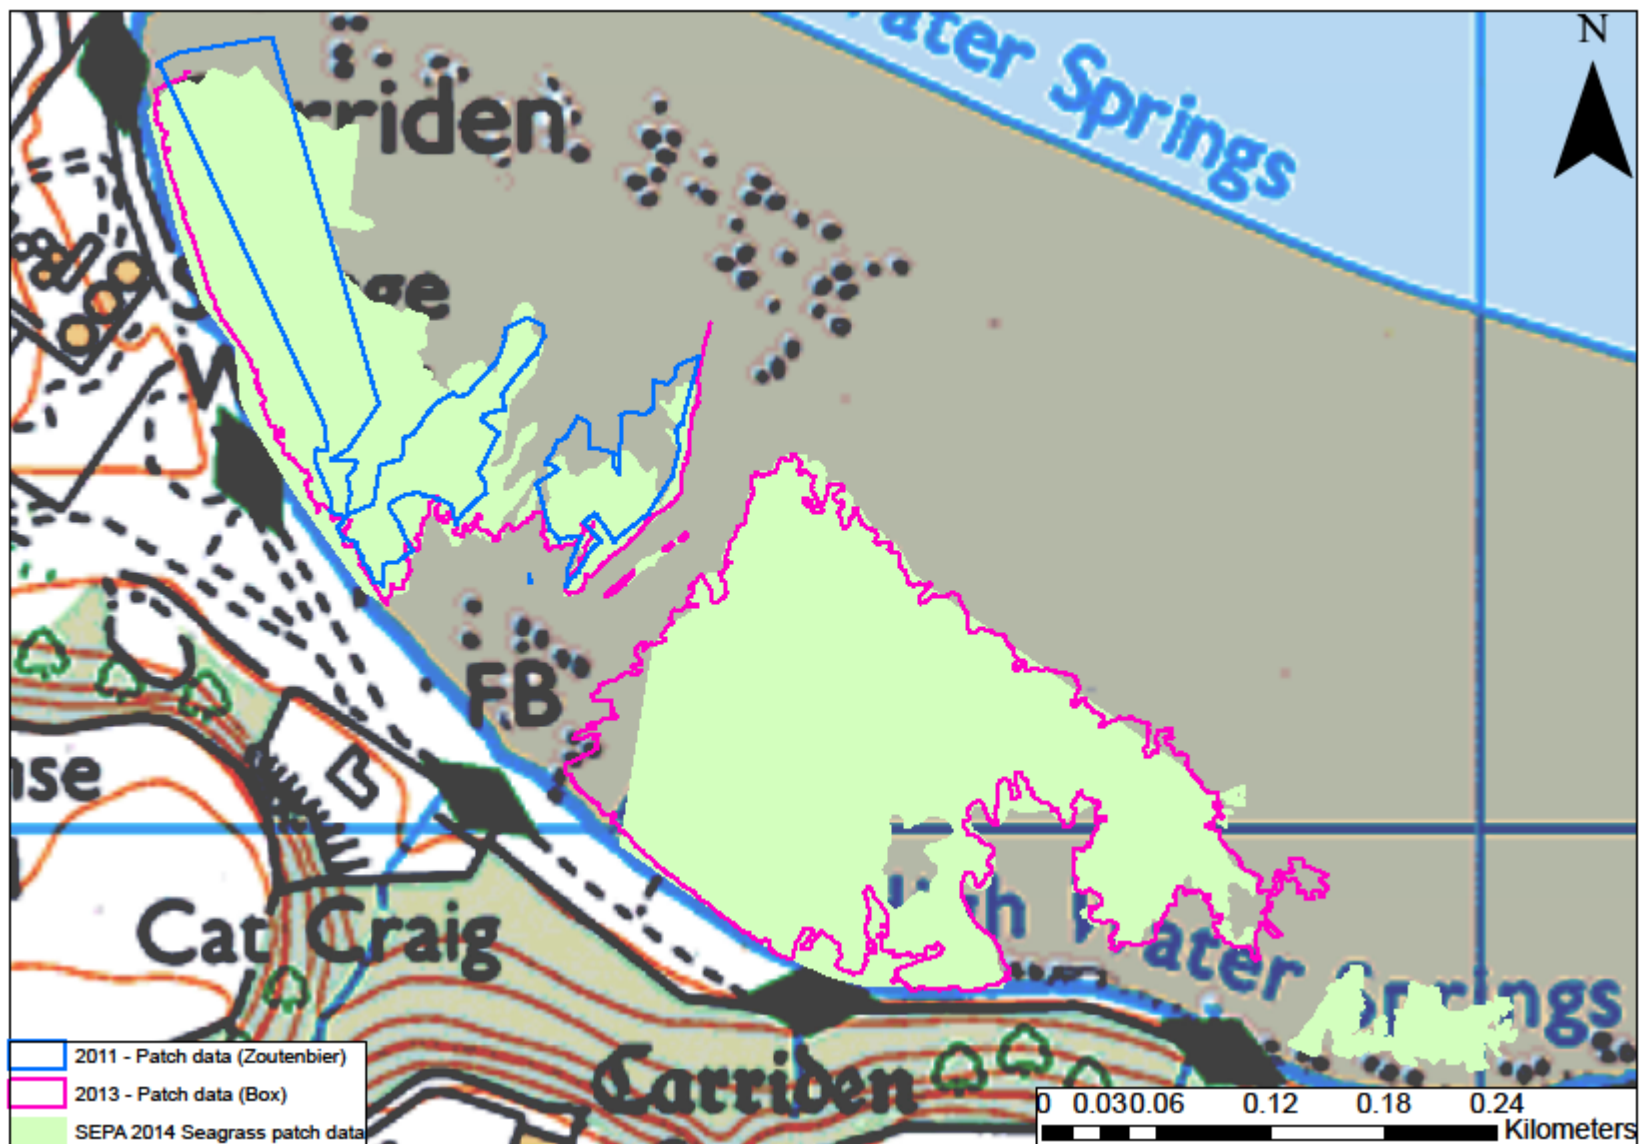 ater Springs
N
rriden
ge
FB
Cat Craig
Water
Springs
Carriden
2011 - Patch data (Zoutenbier)
2013 - Patch data (Box)
SEPA 2014 Seagrass patch data
0 0.03 0.06 0.12 0.18 0.24
Kilometers